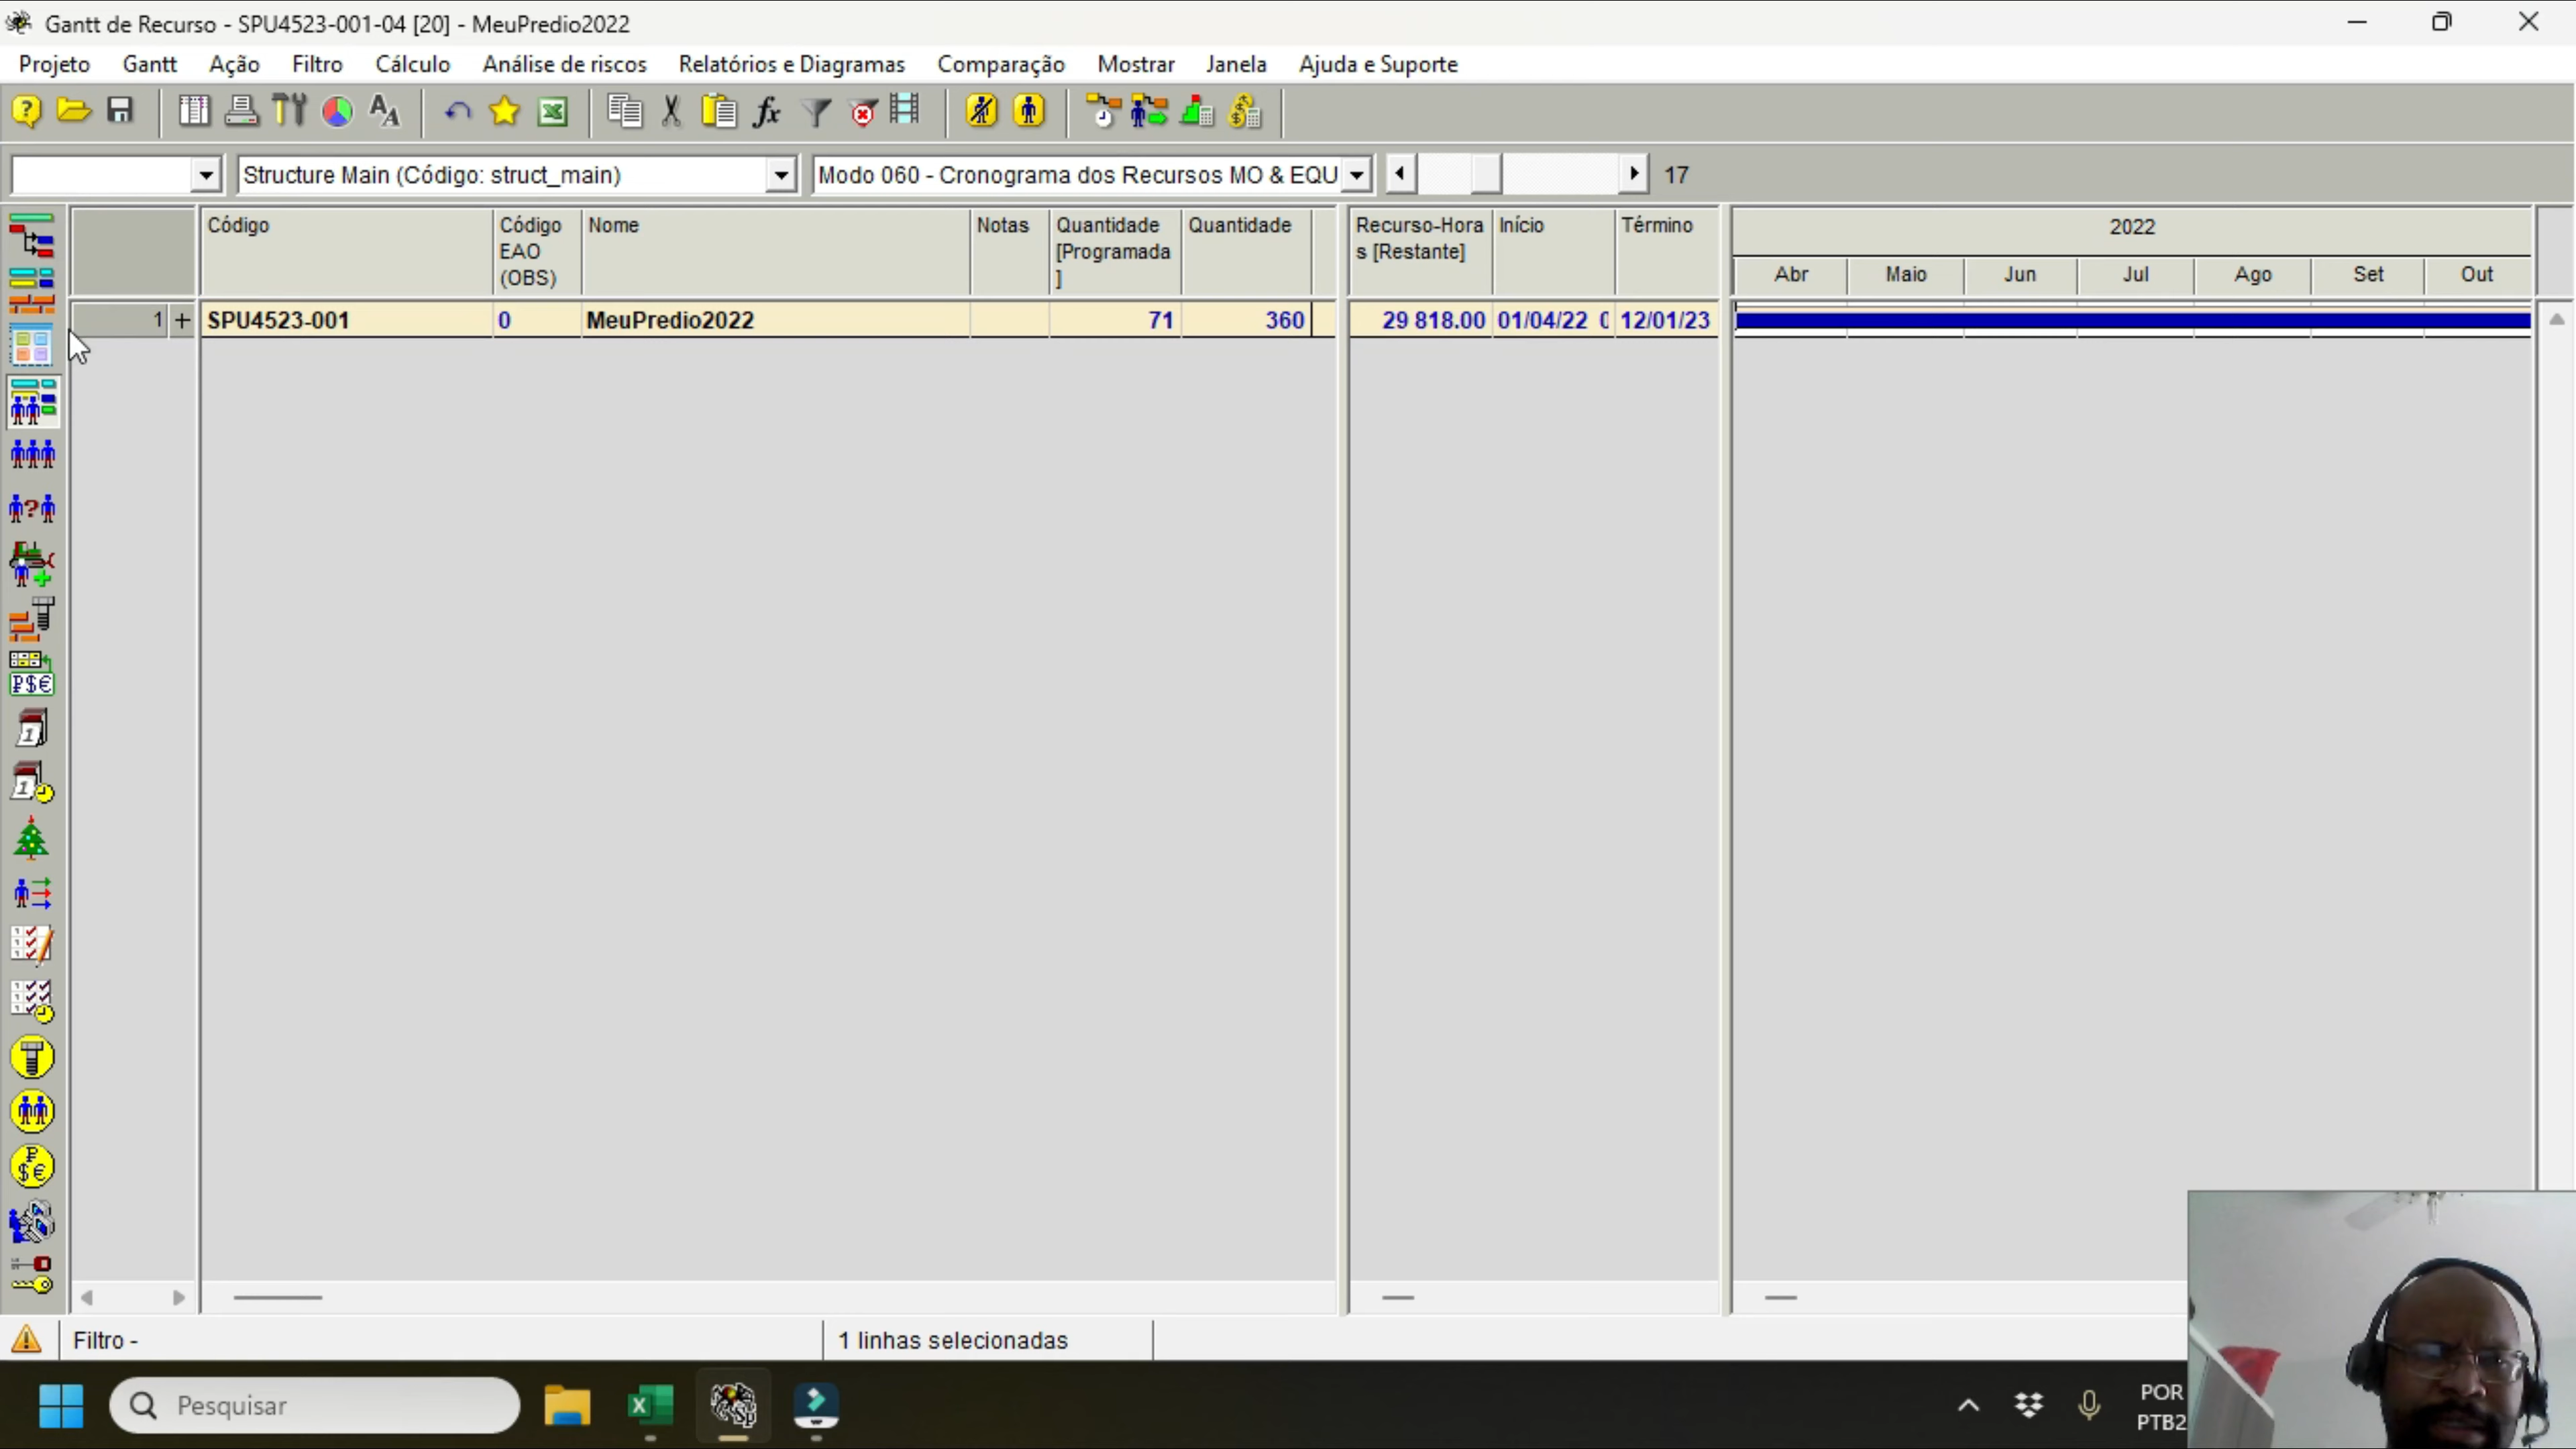 Gantt de Recurso - SPU4523-001-04 [20] - MeuPredio2022
Projeto Gantt Ação Filtro Cálculo Análise de riscos Relatórios e Diagramas Comparação Mostrar Janela Ajuda e Suporte
Structure Main (Código: struct_main) Modo 060 - Cronograma dos Recursos MO & EQU 17
Código Código EAO (OBS) Nome Notas Quantidade [Programada] Quantidade Recurso-Horas [Restante] Início Término 2022
Abr Maio Jun Jul Ago Set Out
1 + SPU4523-001 0 MeuPredio2022 71 360 29 818.00 01/04/22 0 12/01/23
Filtro - 1 linhas selecionadas
Pesquisar POR
PTB2